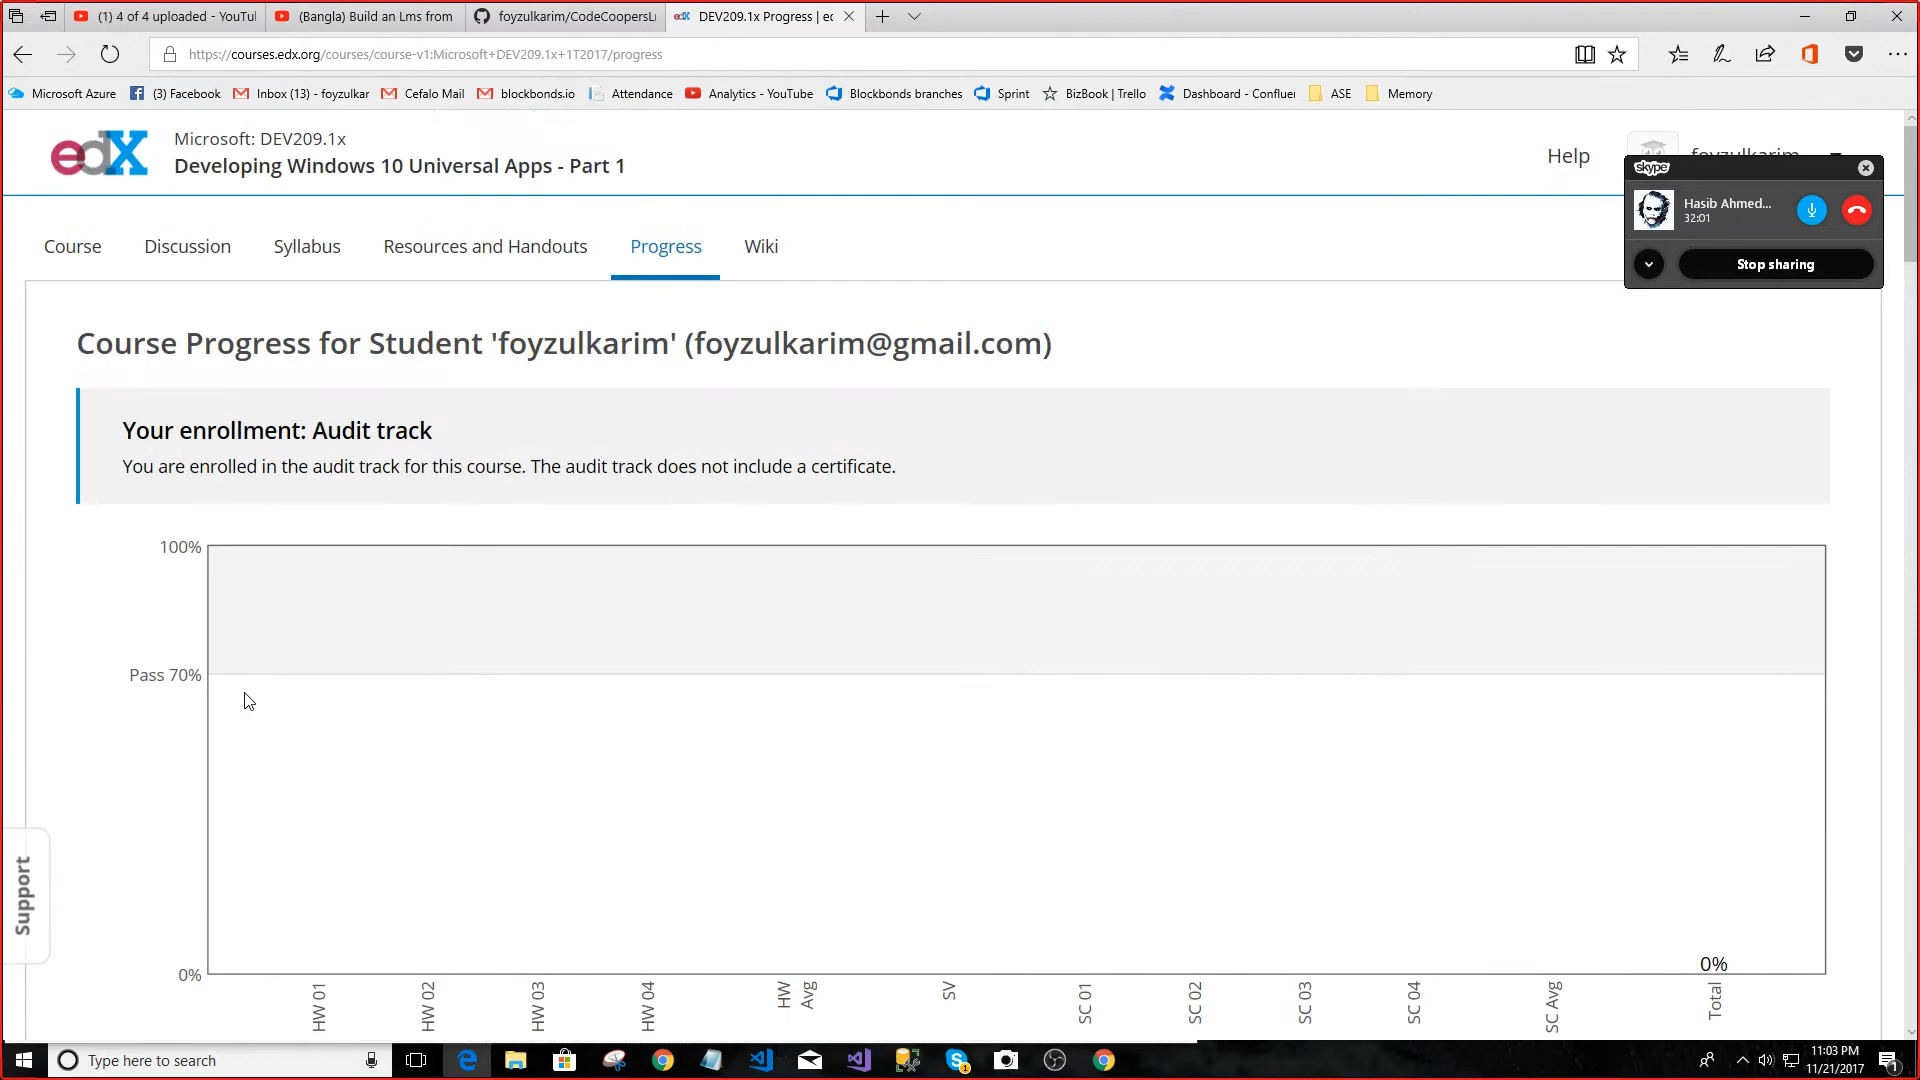 (1) 4 of 4 uploaded - YouTu
(Bangla) Build an Lms from
foyzulkarim/CodeCoopersL
DEV209.1x Progress | ec
https://courses.edx.org/courses/course-v1:Microsoft+DEV209.1x+1T2017/progress
Microsoft Azure
(3) Facebook
Inbox (13) - foyzulkar
Cefalo Mail
blockbonds.io
Attendance
Analytics - YouTube
Blockbonds branches
Sprint
BizBook | Trello
Dashboard - Confluer
ASE
Memory
edX
Microsoft: DEV209.1x
Developing Windows 10 Universal Apps - Part 1
Help
foyzulkarim
skype
Hasib Ahmed...
32:01
Stop sharing
Course
Discussion
Syllabus
Resources and Handouts
Progress
Wiki
Course Progress for Student 'foyzulkarim' (foyzulkarim@gmail.com)
Your enrollment: Audit track
You are enrolled in the audit track for this course. The audit track does not include a certificate.
100%
Pass 70%
0%
0%
HW 01
HW 02
HW 03
HW 04
HW Avg
SV
SC 01
SC 02
SC 03
SC 04
SC Avg
Total
Support
Type here to search
11:03 PM
11/21/2017